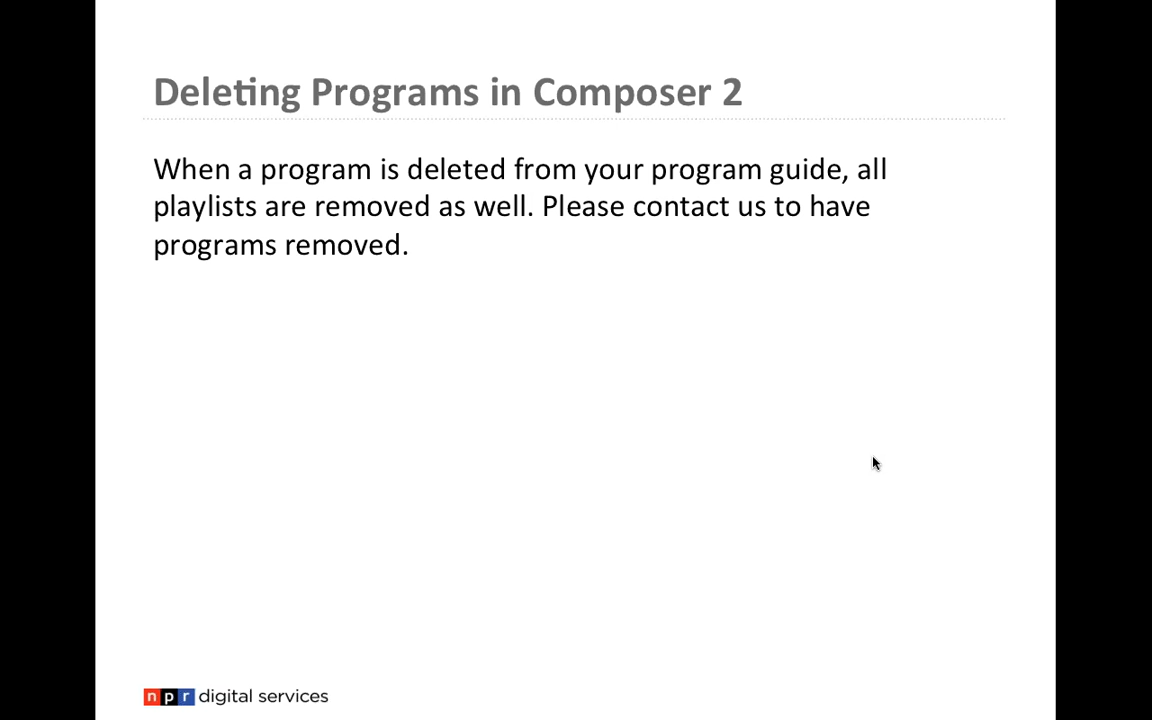 Deleting Programs in Composer 2
When a program is deleted from your program guide, all
playlists are removed as well. Please contact us to have
programs removed.
npr digital services